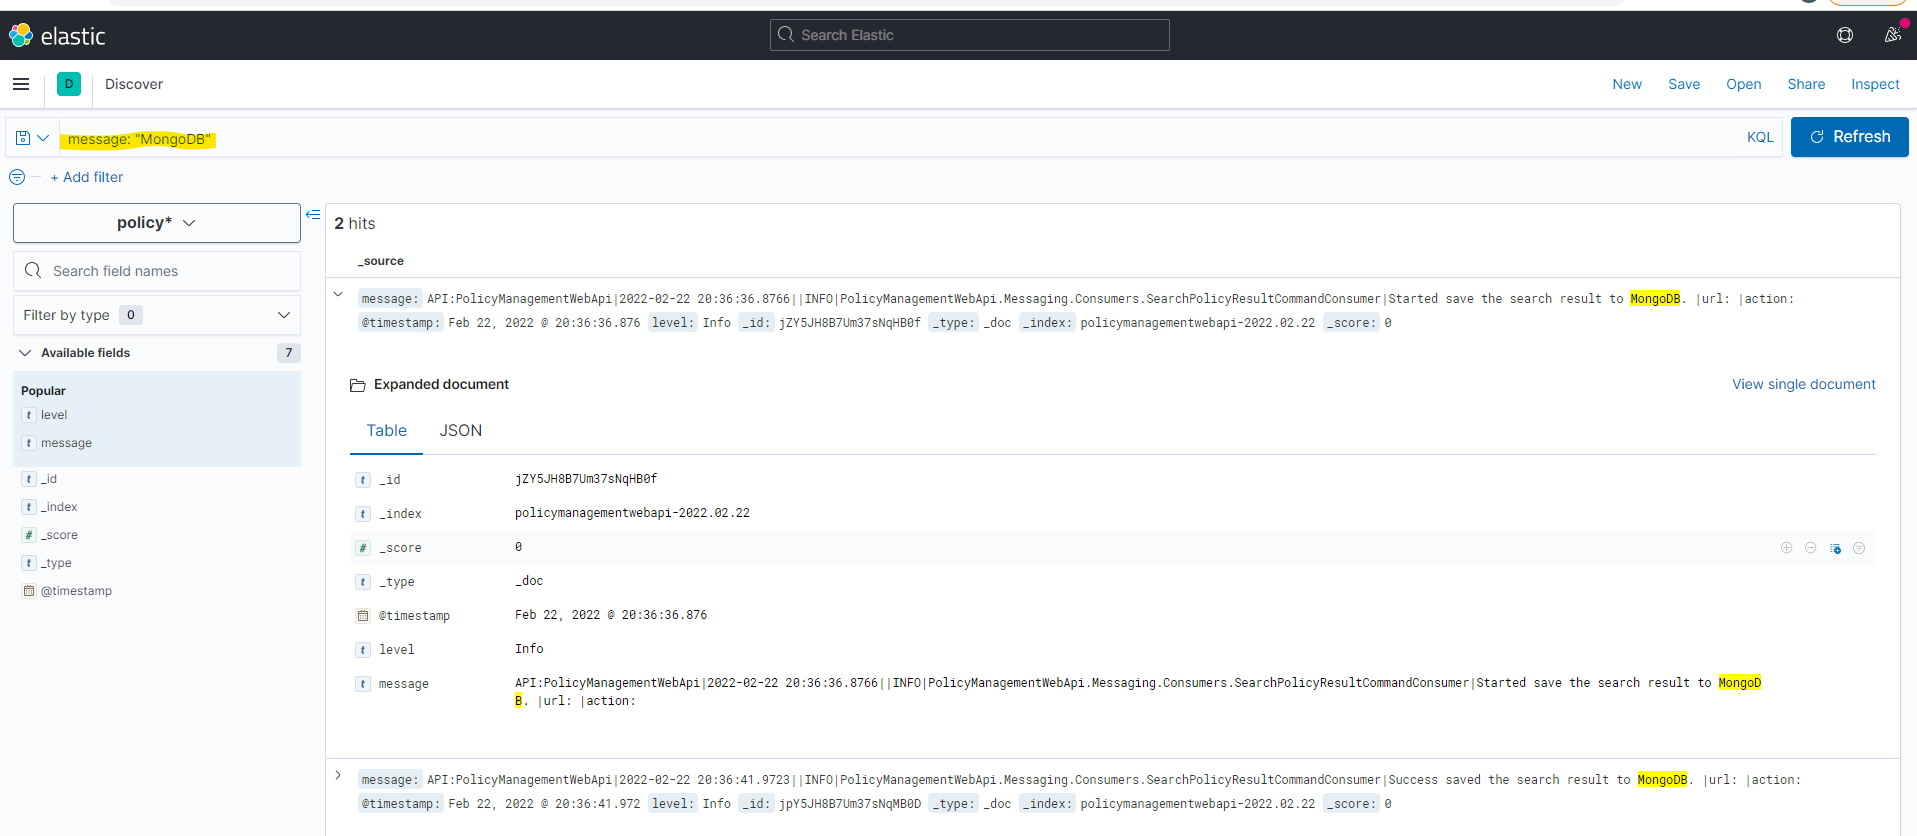 elastic
Search Elastic
D Discover
New Save Open Share Inspect
message: "MongoDB"
KQL
Refresh
+ Add filter
policy*
Search field names
Filter by type 0
Available fields 7
Popular
t level
t message
t _id
t _index
# _score
t _type
@timestamp
2 hits
_source
message: API:PolicyManagementWebApi|2022-02-22 20:36:36.8766||INFO|PolicyManagementWebApi.Messaging.Consumers.SearchPolicyResultCommandConsumer|Started save the search result to MongoDB. |url: |action:
@timestamp: Feb 22, 2022 @ 20:36:36.876 level: Info _id: jZY5JH8B7Um37sNqHB0f _type: _doc _index: policymanagementwebapi-2022.02.22 _score: 0
Expanded document
View single document
Table JSON
t _id jZY5JH8B7Um37sNqHB0f
t _index policymanagementwebapi-2022.02.22
# _score 0
t _type _doc
@timestamp Feb 22, 2022 @ 20:36:36.876
t level Info
t message API:PolicyManagementWebApi|2022-02-22 20:36:36.8766||INFO|PolicyManagementWebApi.Messaging.Consumers.SearchPolicyResultCommandConsumer|Started save the search result to MongoD
B. |url: |action:
message: API:PolicyManagementWebApi|2022-02-22 20:36:41.9723||INFO|PolicyManagementWebApi.Messaging.Consumers.SearchPolicyResultCommandConsumer|Success saved the search result to MongoDB. |url: |action:
@timestamp: Feb 22, 2022 @ 20:36:41.972 level: Info _id: jpY5JH8B7Um37sNqMB0D _type: _doc _index: policymanagementwebapi-2022.02.22 _score: 0